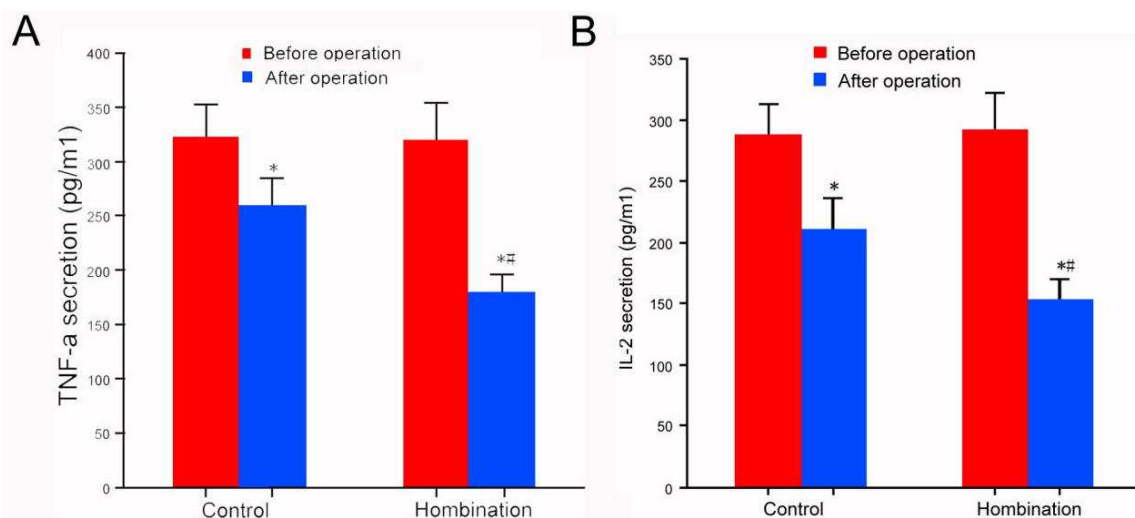 A
Before operation
After operation
TNF-a secretion (pg/m1)
400
350
300
250
200
150
100
50
0
*
*#
Control
Hombination
B
Before operation
After operation
IL-2 secretion (pg/m1)
350
300
250
200
150
100
50
0
*
*#
Control
Hombination